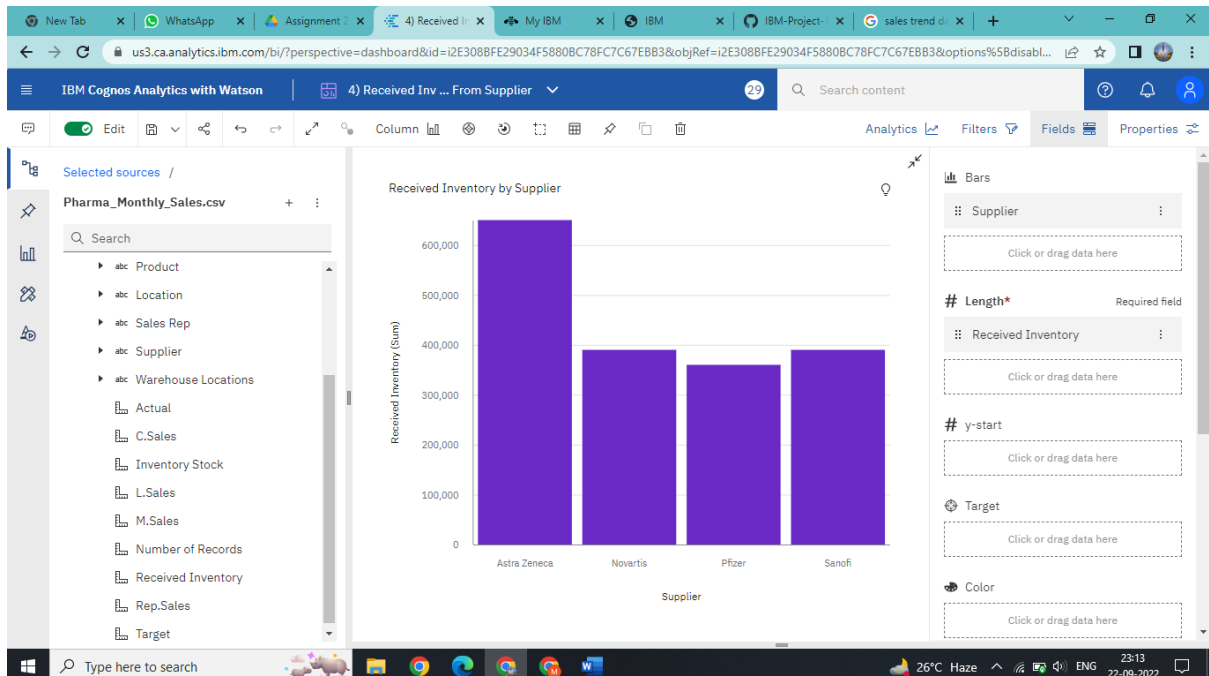 New Tab
WhatsApp
Assignment 2
4) Received In
My IBM
IBM
IBM-Project-1
sales trend da
us3.ca.analytics.ibm.com/bi/?perspective=dashboard&id=i2E308BFE29034F5880BC78FC7C67EBB3&objRef=i2E308BFE29034F5880BC78FC7C67EBB3&options%5Bdisabl...
IBM Cognos Analytics with Watson
4) Received Inv ... From Supplier
29
Search content
Edit
Column
Analytics
Filters
Fields
Properties
Selected sources /
Pharma_Monthly_Sales.csv
Search
abc Product
abc Location
abc Sales Rep
abc Supplier
abc Warehouse Locations
Actual
C.Sales
Inventory Stock
L.Sales
M.Sales
Number of Records
Received Inventory
Rep.Sales
Target
Received Inventory by Supplier
Received Inventory (Sum)
600,000
500,000
400,000
300,000
200,000
100,000
0
Astra Zeneca
Novartis
Pfizer
Sanofi
Supplier
Bars
Supplier
Click or drag data here
# Length*
Required field
Received Inventory
Click or drag data here
# y-start
Click or drag data here
Target
Click or drag data here
Color
Click or drag data here
Type here to search
26°C Haze
ENG
23:13
22-09-2022